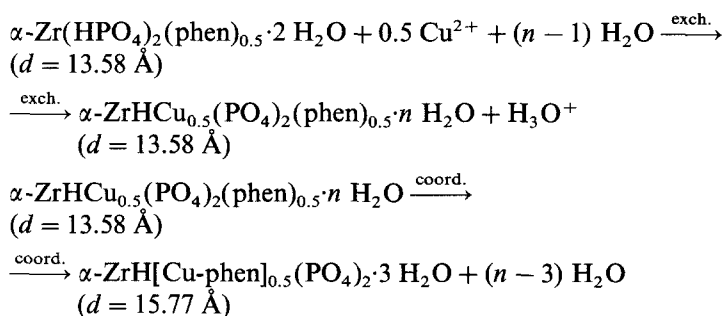 α-Zr(HPO₄)₂(phen)₀.₅·2 H₂O + 0.5 Cu²⁺ + (n − 1) H₂O —exch.→
(d = 13.58 Å)
—exch.→ α-ZrHCu₀.₅(PO₄)₂(phen)₀.₅·n H₂O + H₃O⁺
(d = 13.58 Å)
α-ZrHCu₀.₅(PO₄)₂(phen)₀.₅·n H₂O —coord.→
(d = 13.58 Å)
—coord.→ α-ZrH[Cu-phen]₀.₅(PO₄)₂·3 H₂O + (n − 3) H₂O
(d = 15.77 Å)